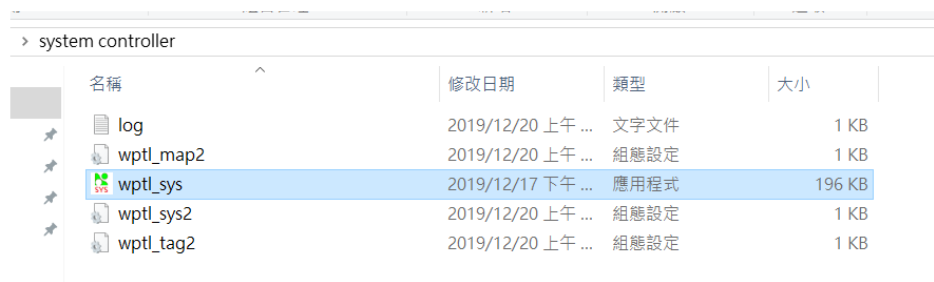 system controller
名稱 修改日期 類型 大小
log 2019/12/20 上午 ... 文字文件 1 KB
wptl_map2 2019/12/20 上午 ... 組態設定 1 KB
SYS wptl_sys 2019/12/17 下午 ... 應用程式 196 KB
wptl_sys2 2019/12/20 上午 ... 組態設定 1 KB
wptl_tag2 2019/12/20 上午 ... 組態設定 1 KB